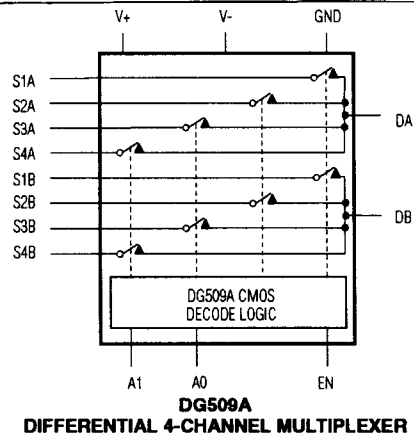 V+ V- GND
S1A
S2A
S3A
S4A
S1B
S2B
S3B
S4B
DA
DB
DG509A CMOS
DECODE LOGIC
A1 A0 EN
DG509A
DIFFERENTIAL 4-CHANNEL MULTIPLEXER